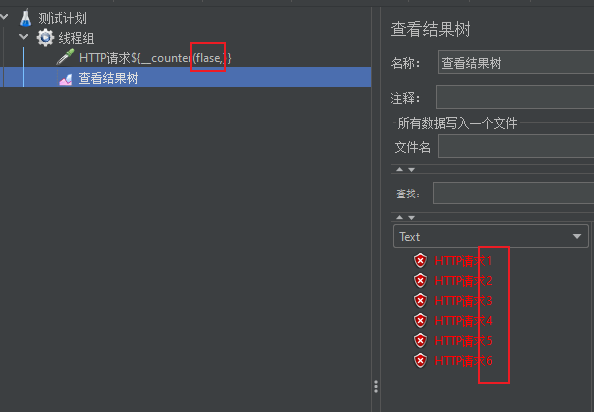 测试计划
线程组
HTTP请求${__counter(flase,)}
查看结果树
查看结果树
名称: 查看结果树
注释:
所有数据写入一个文件
文件名
查找:
Text
HTTP请求1
HTTP请求2
HTTP请求3
HTTP请求4
HTTP请求5
HTTP请求6